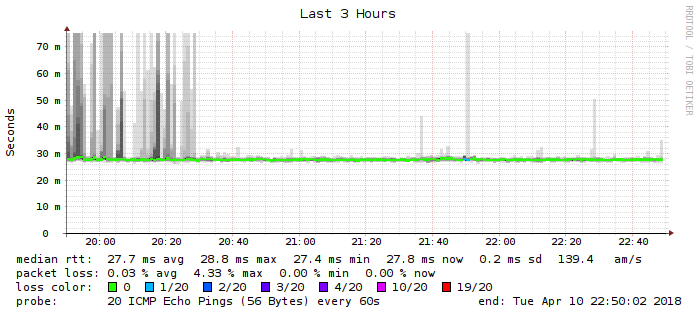 Last 3 Hours
RRDTOOL / TOBI OETIKER
Seconds
70 m
60 m
50 m
40 m
30 m
20 m
10 m
0
20:00 20:20 20:40 21:00 21:20 21:40 22:00 22:20 22:40
median rtt: 27.7 ms avg 28.8 ms max 27.4 ms min 27.8 ms now 0.2 ms sd 139.4 am/s
packet loss: 0.03 % avg 4.33 % max 0.00 % min 0.00 % now
loss color: 0 1/20 2/20 3/20 4/20 10/20 19/20
probe: 20 ICMP Echo Pings (56 Bytes) every 60s end: Tue Apr 10 22:50:02 2018